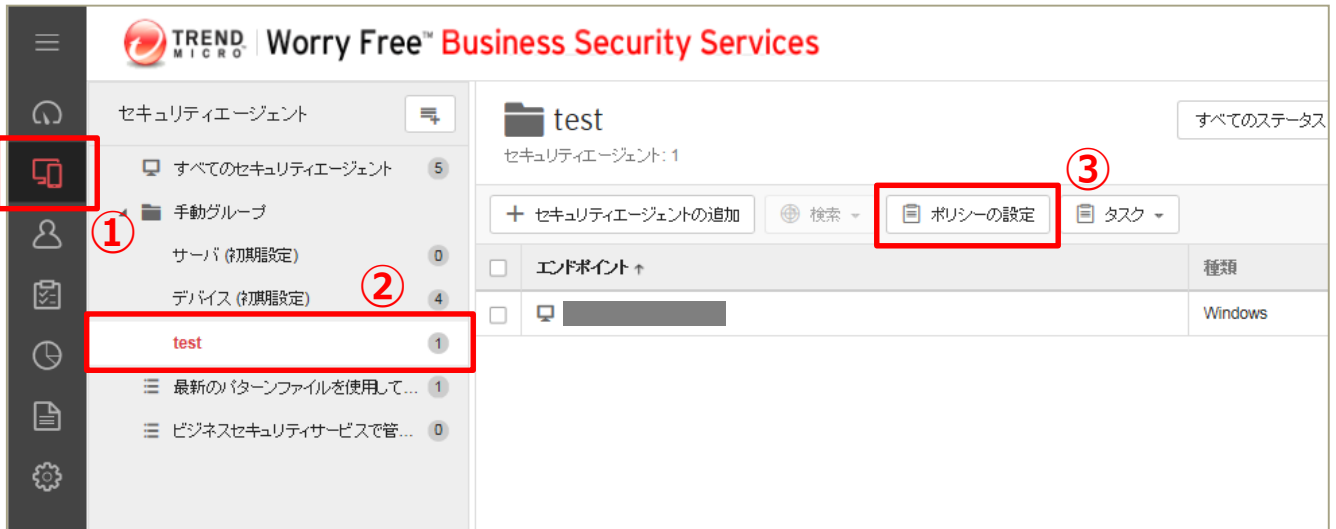 TREND MICRO Worry Free™ Business Security Services
セキュリティエージェント
すべてのセキュリティエージェント 5
① 手動グループ
サーバ (初期設定) 0
デバイス (初期設定) ② 4
test 1
最新のパターンファイルを使用して... 1
ビジネスセキュリティサービスで管... 0
test
セキュリティエージェント: 1
すべてのステータス
③
+ セキュリティエージェントの追加 検索 ポリシーの設定 タスク
エンドポイント ↑ 種類
Windows